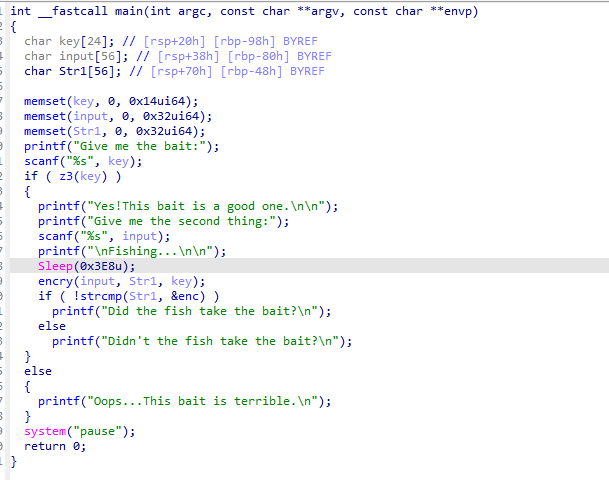 int __fastcall main(int argc, const char **argv, const char **envp)
{
char key[24]; // [rsp+20h] [rbp-98h] BYREF
char input[56]; // [rsp+38h] [rbp-80h] BYREF
char Str1[56]; // [rsp+70h] [rbp-48h] BYREF
memset(key, 0, 0x14ui64);
memset(input, 0, 0x32ui64);
memset(Str1, 0, 0x32ui64);
printf("Give me the bait:");
scanf("%s", key);
if ( z3(key) )
{
printf("Yes!This bait is a good one.\n\n");
printf("Give me the second thing:");
scanf("%s", input);
printf("\nFishing...\n\n");
Sleep(0x3E8u);
encry(input, Str1, key);
if ( !strcmp(Str1, &enc) )
printf("Did the fish take the bait?\n");
else
printf("Didn't the fish take the bait?\n");
}
else
{
printf("Oops...This bait is terrible.\n");
}
system("pause");
return 0;
}